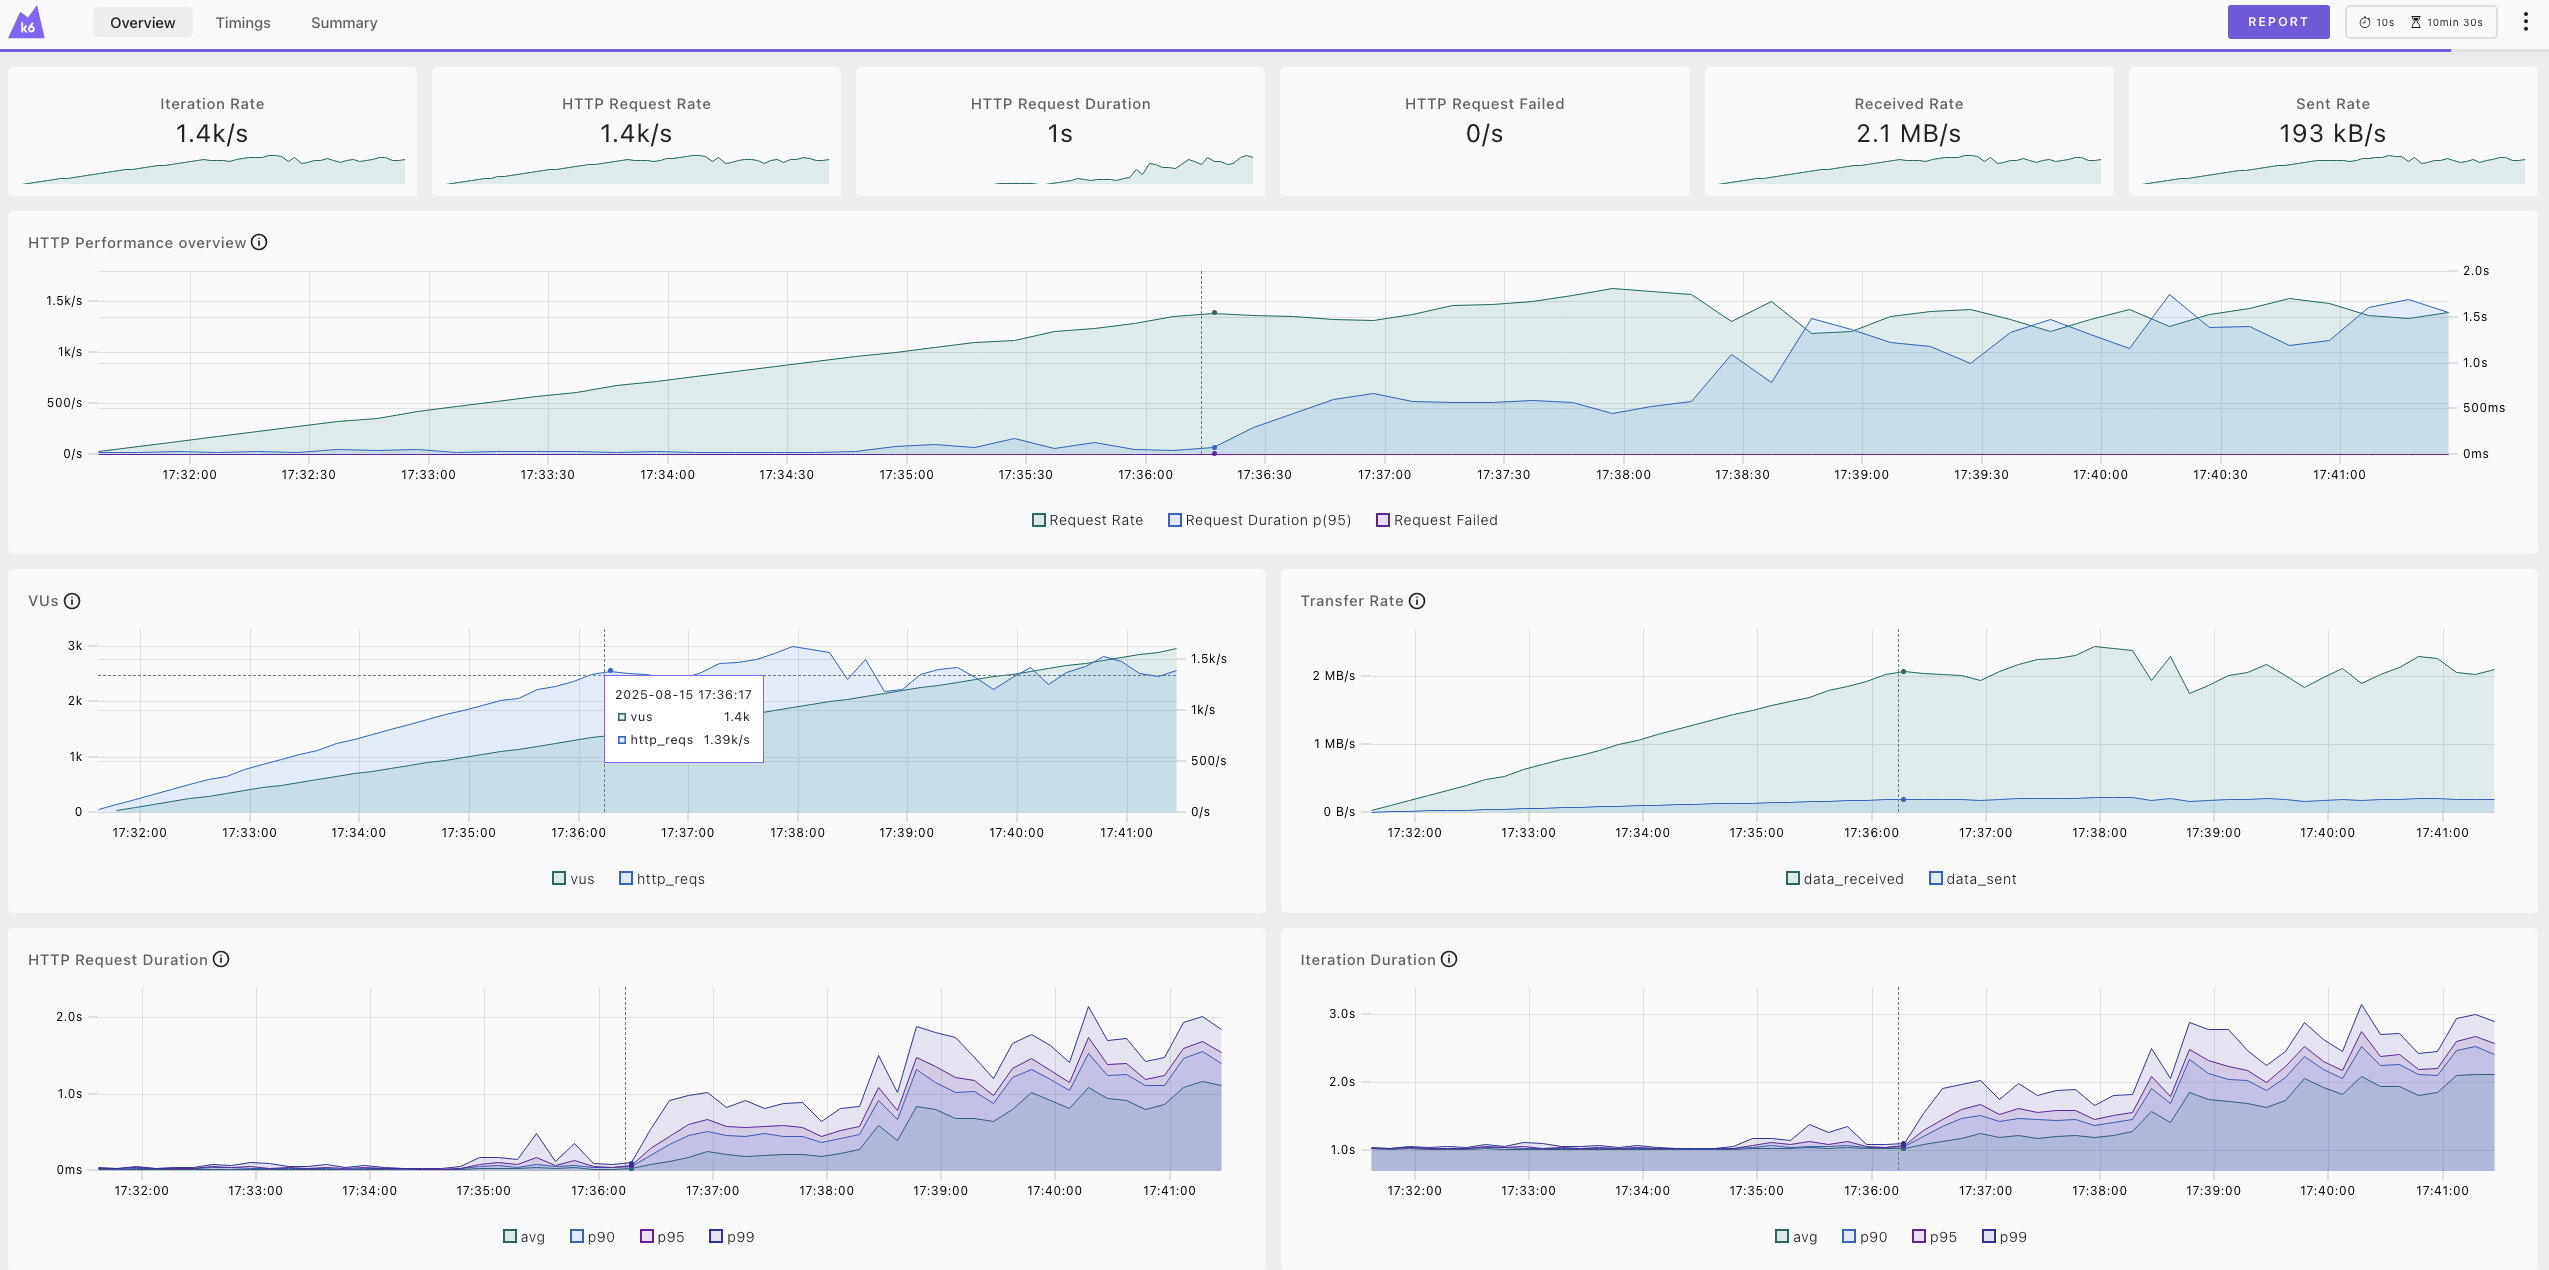 k6
Overview
Timings
Summary
REPORT
10s
10min 30s
Iteration Rate
1.4k/s
HTTP Request Rate
1.4k/s
HTTP Request Duration
1s
HTTP Request Failed
0/s
Received Rate
2.1 MB/s
Sent Rate
193 kB/s
HTTP Performance overview
1.5k/s
1k/s
500/s
0/s
2.0s
1.5s
1.0s
500ms
0ms
17:32:00 17:32:30 17:33:00 17:33:30 17:34:00 17:34:30 17:35:00 17:35:30 17:36:00 17:36:30 17:37:00 17:37:30 17:38:00 17:38:30 17:39:00 17:39:30 17:40:00 17:40:30 17:41:00
Request Rate Request Duration p(95) Request Failed
VUs
3k
2k
1k
0
1.5k/s
1k/s
500/s
0/s
2025-08-15 17:36:17
vus 1.4k
http_reqs 1.39k/s
17:32:00 17:33:00 17:34:00 17:35:00 17:36:00 17:37:00 17:38:00 17:39:00 17:40:00 17:41:00
vus http_reqs
Transfer Rate
2 MB/s
1 MB/s
0 B/s
17:32:00 17:33:00 17:34:00 17:35:00 17:36:00 17:37:00 17:38:00 17:39:00 17:40:00 17:41:00
data_received data_sent
HTTP Request Duration
2.0s
1.0s
0ms
17:32:00 17:33:00 17:34:00 17:35:00 17:36:00 17:37:00 17:38:00 17:39:00 17:40:00 17:41:00
avg p90 p95 p99
Iteration Duration
3.0s
2.0s
1.0s
17:32:00 17:33:00 17:34:00 17:35:00 17:36:00 17:37:00 17:38:00 17:39:00 17:40:00 17:41:00
avg p90 p95 p99